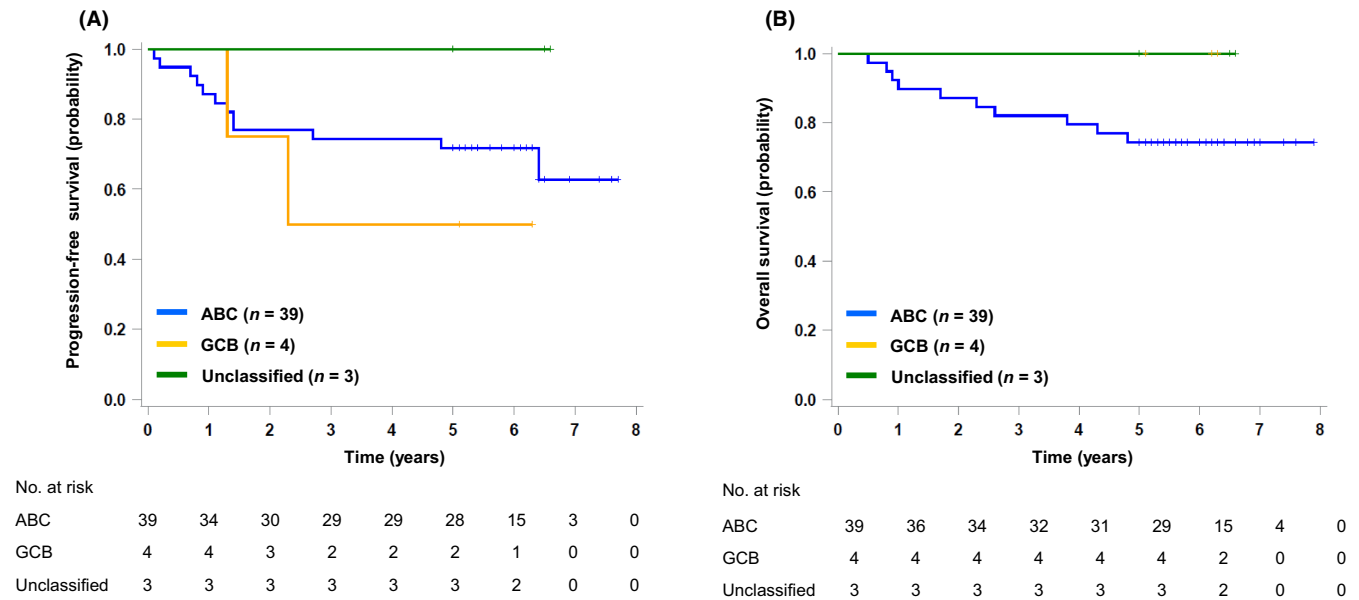 (A)
Progression-free survival (probability)
1.0
0.8
0.6
0.4
0.2
0.0
ABC (n = 39)
GCB (n = 4)
Unclassified (n = 3)
0 1 2 3 4 5 6 7 8
Time (years)
No. at risk
ABC 39 34 30 29 29 28 15 3 0
GCB 4 4 3 2 2 2 1 0 0
Unclassified 3 3 3 3 3 3 2 0 0
(B)
Overall survival (probability)
1.0
0.8
0.6
0.4
0.2
0.0
ABC (n = 39)
GCB (n = 4)
Unclassified (n = 3)
0 1 2 3 4 5 6 7 8
Time (years)
No. at risk
ABC 39 36 34 32 31 29 15 4 0
GCB 4 4 4 4 4 4 2 0 0
Unclassified 3 3 3 3 3 3 2 0 0